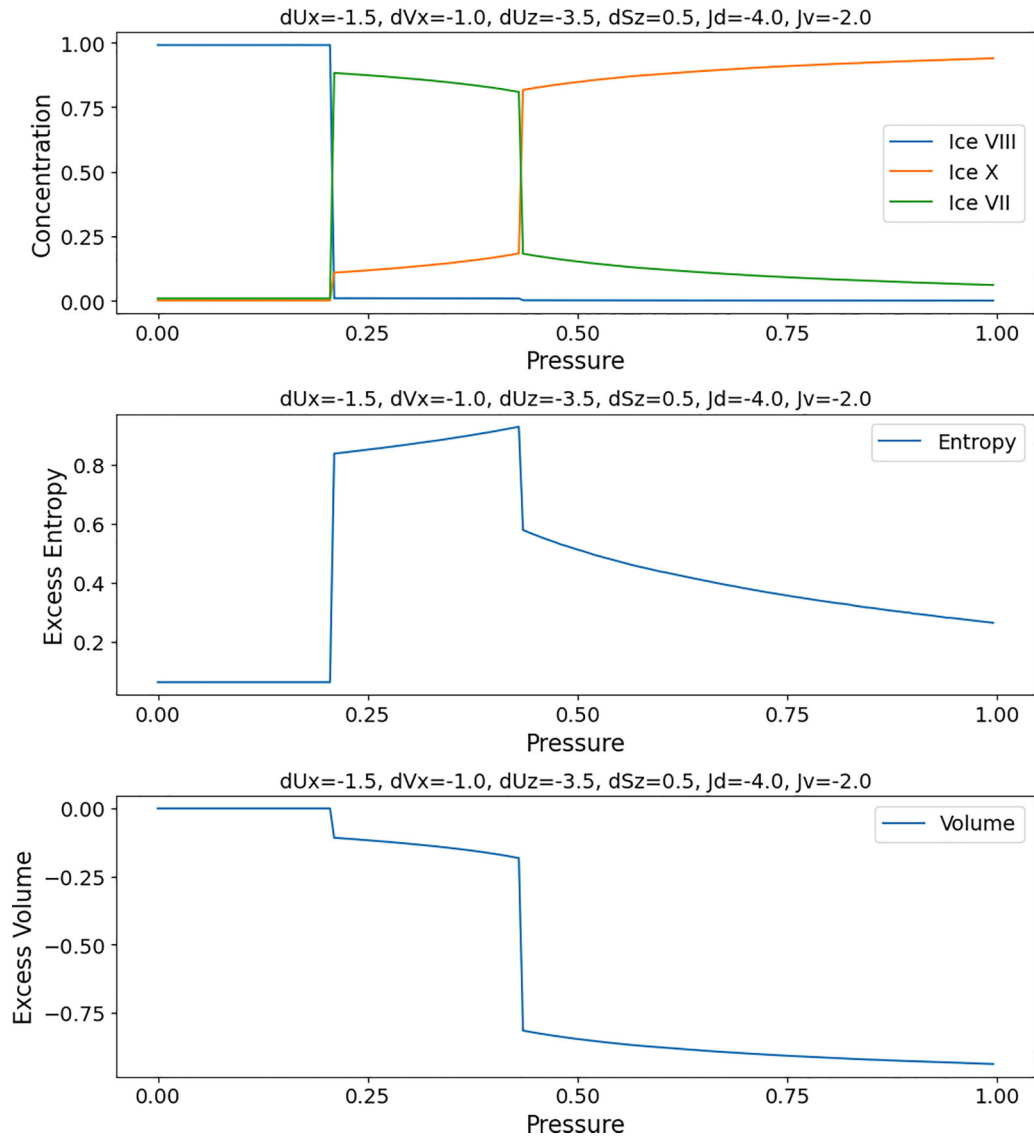 dUx=-1.5, dVx=-1.0, dUz=-3.5, dSz=0.5, Jd=-4.0, Jv=-2.0
1.00
0.75
0.50
0.25
0.00
Concentration
Ice VIII
Ice X
Ice VII
0.00 0.25 0.50 0.75 1.00
Pressure
dUx=-1.5, dVx=-1.0, dUz=-3.5, dSz=0.5, Jd=-4.0, Jv=-2.0
Entropy
0.8
0.6
0.4
0.2
Excess Entropy
0.00 0.25 0.50 0.75 1.00
Pressure
dUx=-1.5, dVx=-1.0, dUz=-3.5, dSz=0.5, Jd=-4.0, Jv=-2.0
Volume
0.00
−0.25
−0.50
−0.75
Excess Volume
0.00 0.25 0.50 0.75 1.00
Pressure